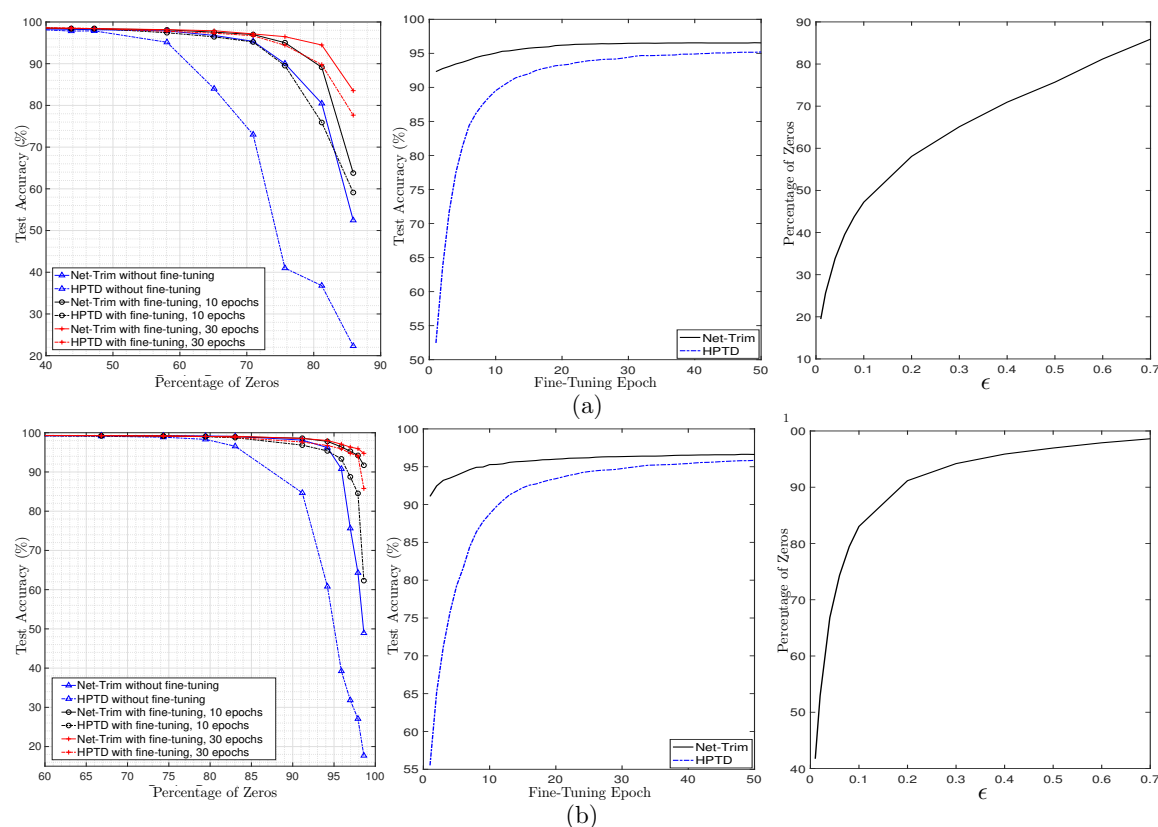 100
90
80
70
60
50
40
30
20
Test Accuracy (%)
Net-Trim without fine-tuning
HPTD without fine-tuning
Net-Trim with fine-tuning, 10 epochs
HPTD with fine-tuning, 10 epochs
Net-Trim with fine-tuning, 30 epochs
HPTD with fine-tuning, 30 epochs
40 50 60 70 80 90
Percentage of Zeros
100
95
90
85
80
75
70
65
60
55
50
Test Accuracy (%)
Net-Trim
HPTD
0 10 20 30 40 50
Fine-Tuning Epoch
90
80
70
60
50
40
30
20
10
Percentage of Zeros
0 0.1 0.2 0.3 0.4 0.5 0.6 0.7
ϵ
(a)
100
90
80
70
60
50
40
30
20
Test Accuracy (%)
Net-Trim without fine-tuning
HPTD without fine-tuning
Net-Trim with fine-tuning, 10 epochs
HPTD with fine-tuning, 10 epochs
Net-Trim with fine-tuning, 30 epochs
HPTD with fine-tuning, 30 epochs
60 65 70 75 80 85 90 95 100
Percentage of Zeros
100
95
90
85
80
75
70
65
60
55
Test Accuracy (%)
Net-Trim
HPTD
0 10 20 30 40 50
Fine-Tuning Epoch
1
00
90
80
70
60
50
40
Percentage of Zeros
0 0.1 0.2 0.3 0.4 0.5 0.6 0.7
ϵ
(b)